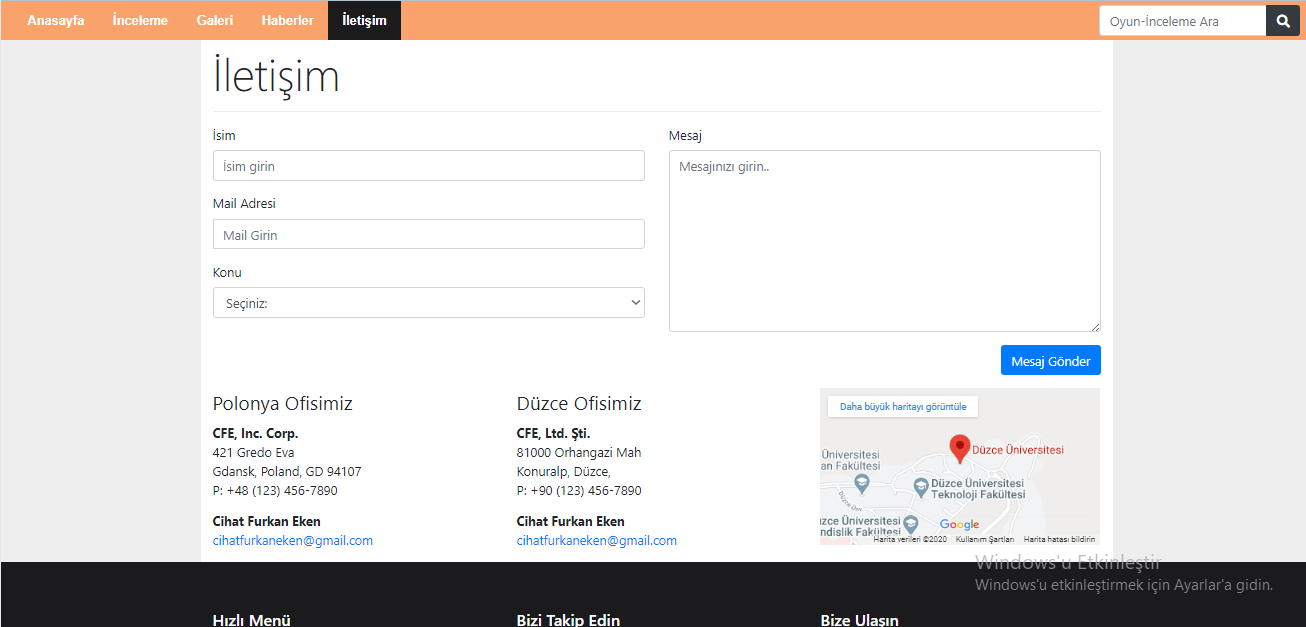 Anasayfa İnceleme Galeri Haberler İletişim Oyun-İnceleme Ara
İletişim
İsim
İsim girin
Mail Adresi
Mail Girin
Konu
Seçiniz:
Mesaj
Mesajınızı girin..
Mesaj Gönder
Polonya Ofisimiz
CFE, Inc. Corp.
421 Gredo Eva
Gdansk, Poland, GD 94107
P: +48 (123) 456-7890
Cihat Furkan Eken
cihatfurkaneken@gmail.com
Düzce Ofisimiz
CFE, Ltd. Şti.
81000 Orhangazi Mah
Konuralp, Düzce,
P: +90 (123) 456-7890
Cihat Furkan Eken
cihatfurkaneken@gmail.com
Daha büyük haritayı görüntüle
Düzce Üniversitesi
Üniversitesi
an Fakültesi
Düzce Üniversitesi
Teknoloji Fakültesi
Düzce Ünv
zce Üniversitesi
ndislik Fakültesi
Google
Harita verileri ©2020 Kullanım Şartları Harita hatası bildirin
Windows'u Etkinleştir
Windows'u etkinleştirmek için Ayarlar'a gidin.
Hızlı Menü
Bizi Takip Edin
Bize Ulaşın